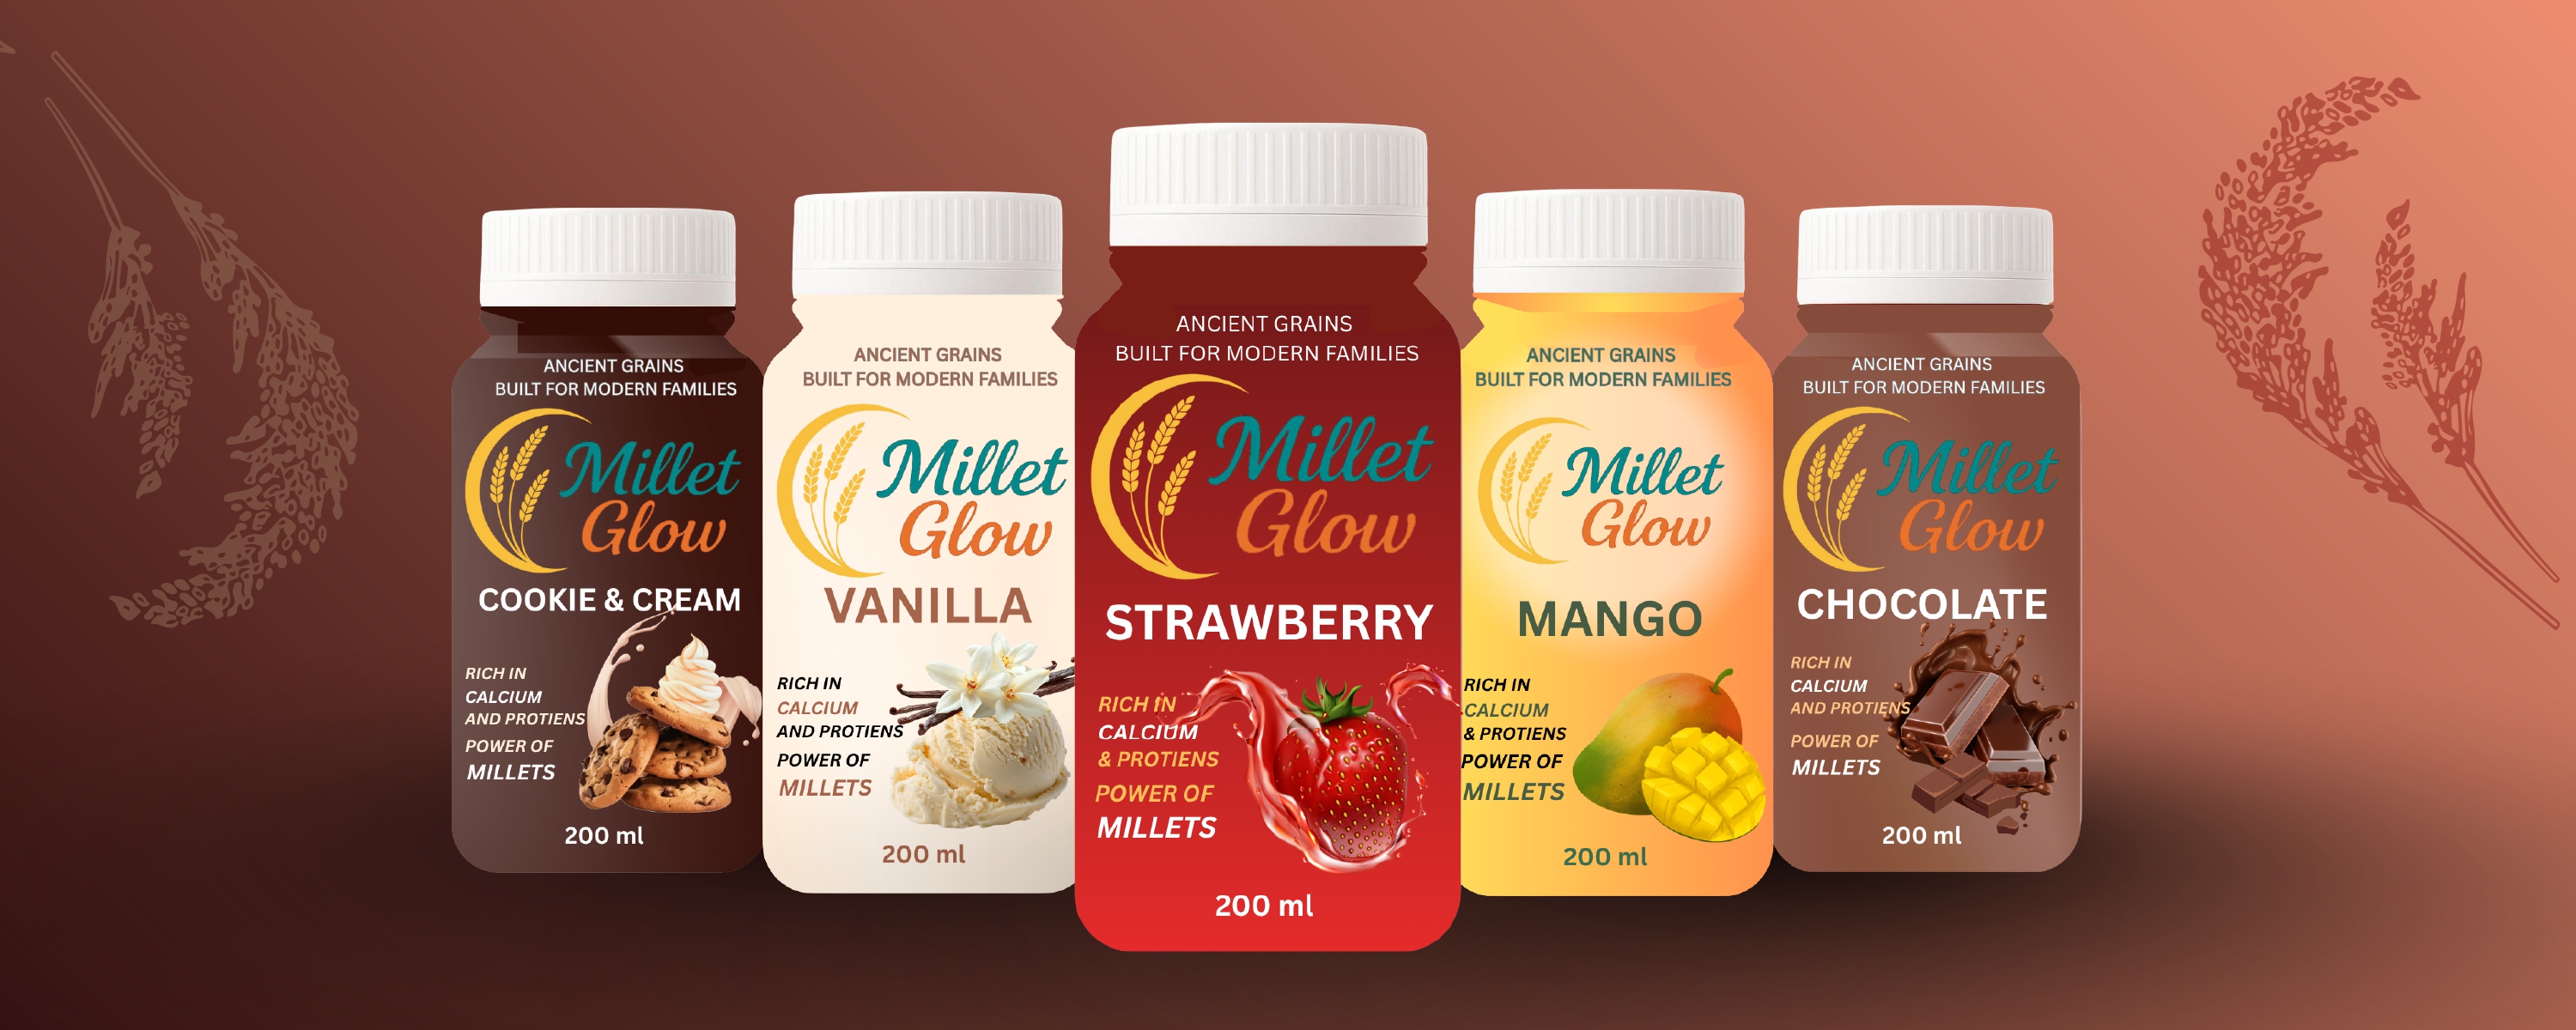 ANCIENT GRAINS
BUILT FOR MODERN FAMILIES
Millet
Glow
COOKIE & CREAM
RICH IN
CALCIUM
AND PROTIENS
POWER OF
MILLETS
200 ml
ANCIENT GRAINS
BUILT FOR MODERN FAMILIES
Millet
Glow
VANILLA
RICH IN
CALCIUM
AND PROTIENS
POWER OF
MILLETS
200 ml
ANCIENT GRAINS
BUILT FOR MODERN FAMILIES
Millet
Glow
STRAWBERRY
RICH IN
CALCIUM
& PROTIENS
POWER OF
MILLETS
200 ml
ANCIENT GRAINS
BUILT FOR MODERN FAMILIES
Millet
Glow
MANGO
RICH IN
CALCIUM
& PROTIENS
POWER OF
MILLETS
200 ml
ANCIENT GRAINS
BUILT FOR MODERN FAMILIES
Millet
Glow
CHOCOLATE
RICH IN
CALCIUM
AND PROTIENS
POWER OF
MILLETS
200 ml